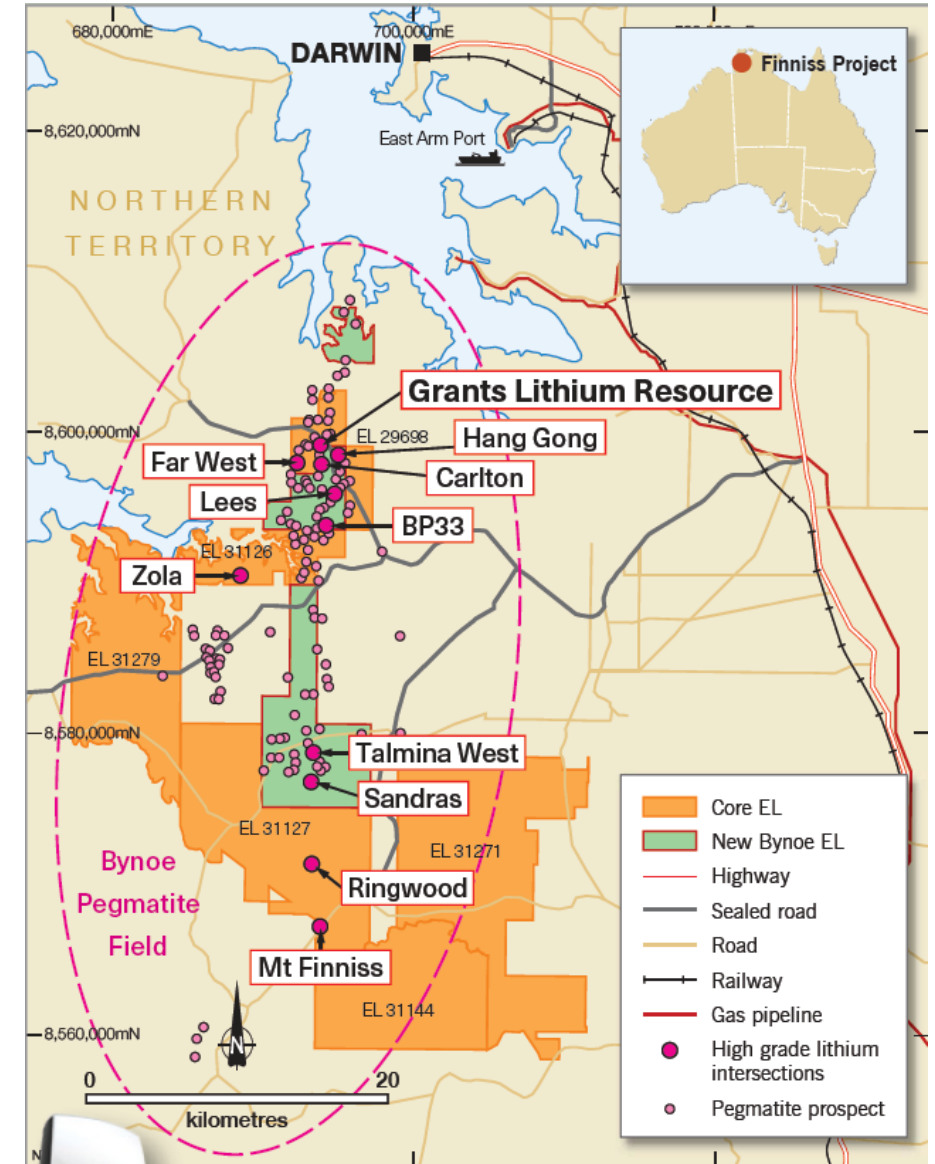 680,000mE
700,000mE
DARWIN
Finniss Project
8,620,000mN
East Arm Port
NORTHERN
TERRITORY
Grants Lithium Resource
8,600,000mN
EL 29698
Hang Gong
Far West
Carlton
Lees
BP33
EL 31126
Zola
EL 31279
8,580,000mN
Talmina West
Sandras
EL 31127
EL 31271
Bynoe
Pegmatite
Field
Ringwood
Mt Finniss
EL 31144
8,560,000mN
N
0 20
kilometres
Core EL
New Bynoe EL
Highway
Sealed road
Road
Railway
Gas pipeline
High grade lithium
intersections
Pegmatite prospect
N